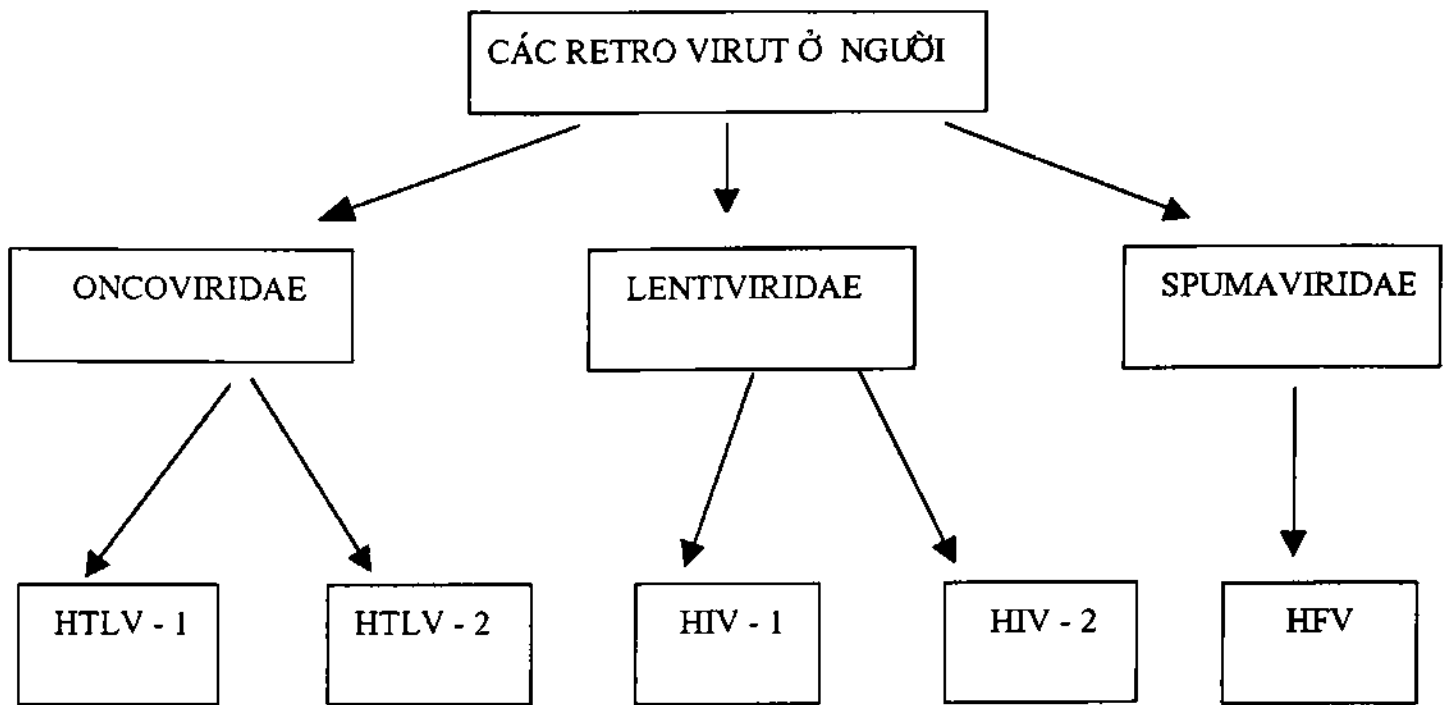 CÁC RETRO VIRUT Ở NGƯỜI
ONCOVIRIDAE
LENTIVIRIDAE
SPUMAVIRIDAE
HTLV - 1
HTLV - 2
HIV - 1
HIV - 2
HFV